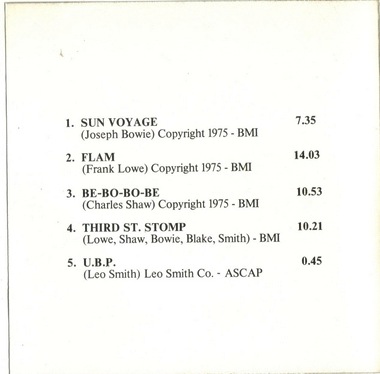 1. SUN VOYAGE 7.35
(Joseph Bowie) Copyright 1975 - BMI
2. FLAM 14.03
(Frank Lowe) Copyright 1975 - BMI
3. BE-BO-BO-BE 10.53
(Charles Shaw) Copyright 1975 - BMI
4. THIRD ST. STOMP 10.21
(Lowe, Shaw, Bowie, Blake, Smith) - BMI
5. U.B.P. 0.45
(Leo Smith) Leo Smith Co. - ASCAP